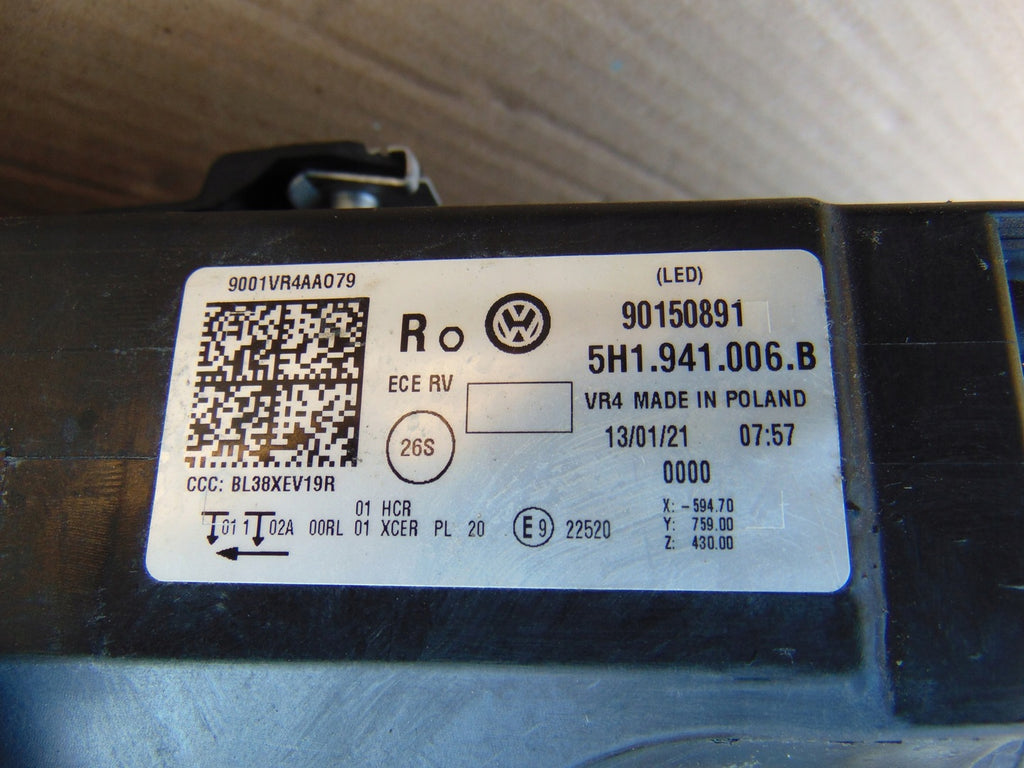 9001VR4AA079
(LED)
90150891
R
VW
5H1.941.006.B
ECE RV
VR4 MADE IN POLAND
13/01/21 07:57
26S
0000
CCC: BL38XEV19R
01 HCR
01 1 02A 00RL 01 XCER PL 20 E9 22520
X: -594.70
Y: 759.00
Z: 430.00